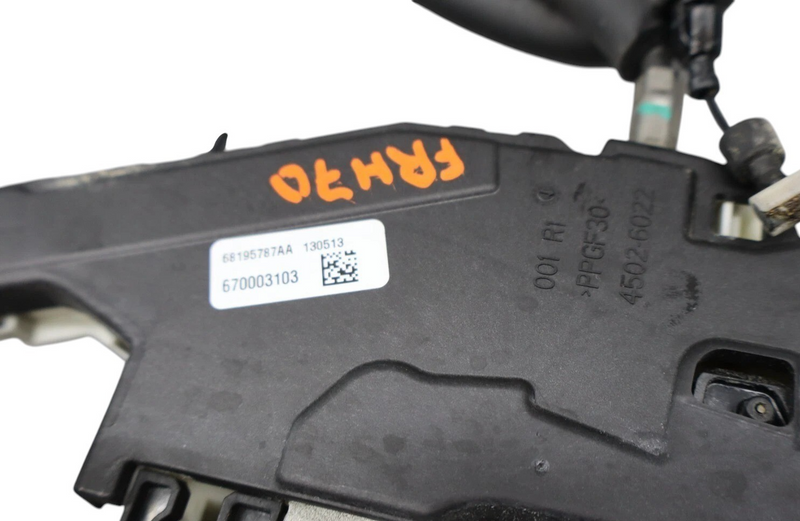 FRH70
68195787AA 130513
670003103
001 RI
>PPGF30<
4502-6022